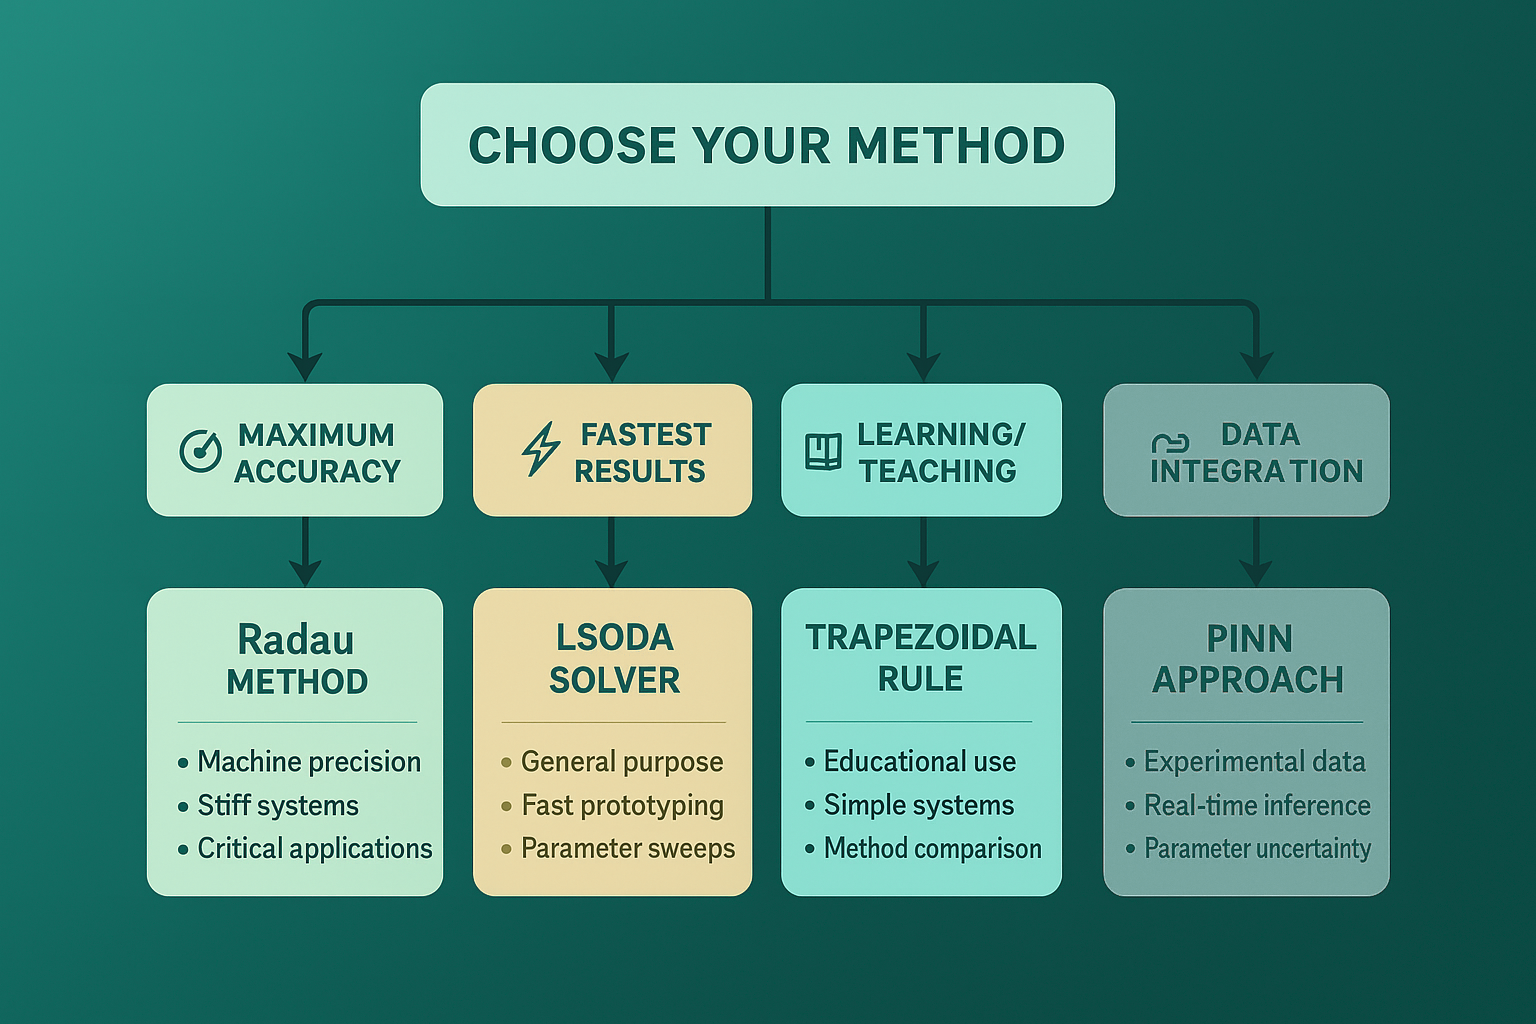 CHOOSE YOUR METHOD
MAXIMUM
ACCURACY
FASTEST
RESULTS
LEARNING/
TEACHING
DATA
INTEGRATION
Radau
METHOD
• Machine precision
• Stiff systems
• Critical applications
LSODA
SOLVER
• General purpose
• Fast prototyping
• Parameter sweeps
TRAPEZOIDAL
RULE
• Educational use
• Simple systems
• Method comparison
PINN
APPROACH
• Experimental data
• Real-time inference
• Parameter uncertainty